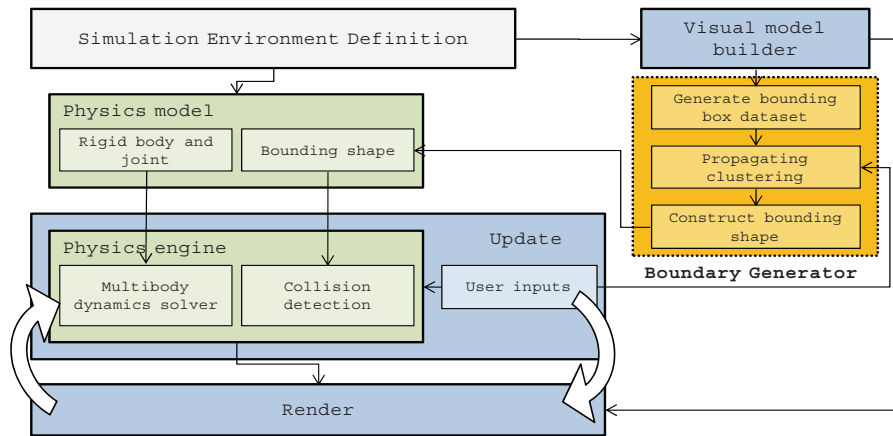 Simulation Environment Definition
Visual model
builder
Physics model
Rigid body and
joint
Bounding shape
Generate bounding
box dataset
Propagating
clustering
Construct bounding
shape
Boundary Generator
Update
Physics engine
Multibody
dynamics solver
Collision
detection
User inputs
Render